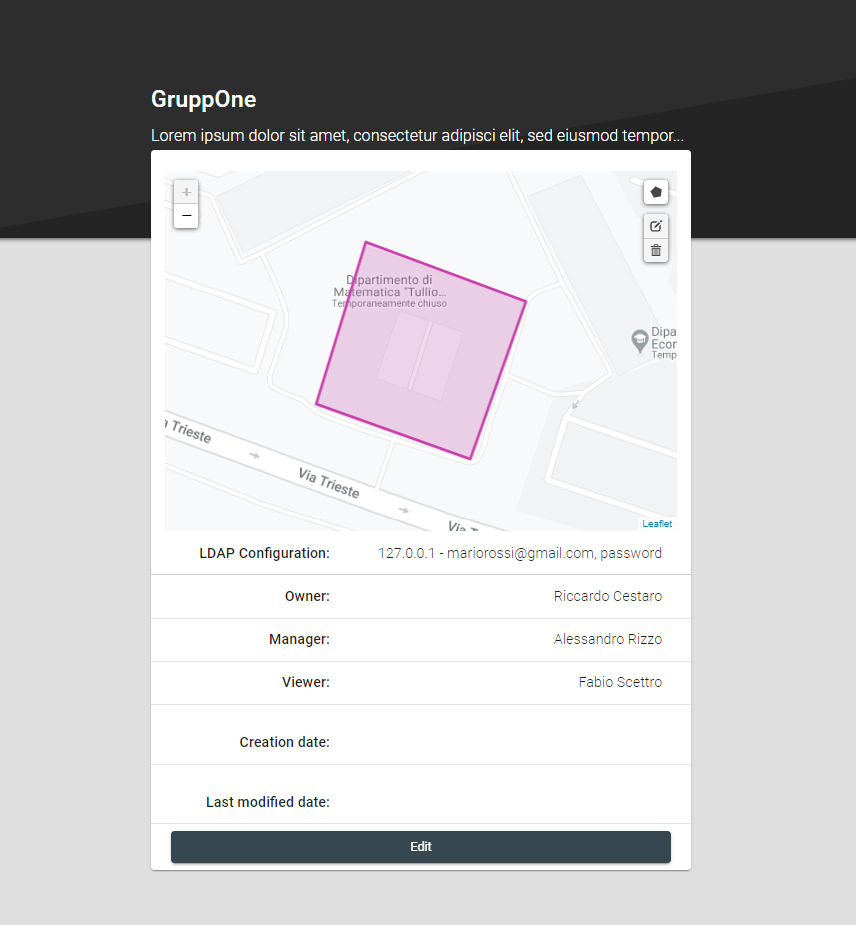 GruppOne
Lorem ipsum dolor sit amet, consectetur adipisci elit, sed eiusmod tempor...
+
−
Dipartimento di
Matematica "Tullio...
Temporaneamente chiuso
Dipa
Econ
Temp
a Trieste
Via Trieste
Via T
Leaflet
LDAP Configuration: 127.0.0.1 - mariorossi@gmail.com, password
Owner: Riccardo Cestaro
Manager: Alessandro Rizzo
Viewer: Fabio Scettro
Creation date:
Last modified date:
Edit